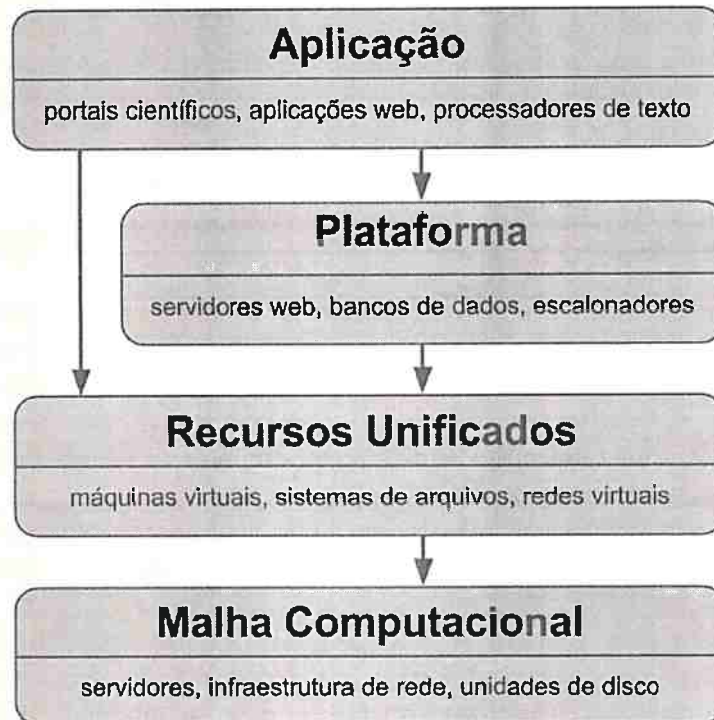 Aplicação
portais científicos, aplicações web, processadores de texto
Plataforma
servidores web, bancos de dados, escalonadores
Recursos Unificados
máquinas virtuais, sistemas de arquivos, redes virtuais
Malha Computacional
servidores, infraestrutura de rede, unidades de disco